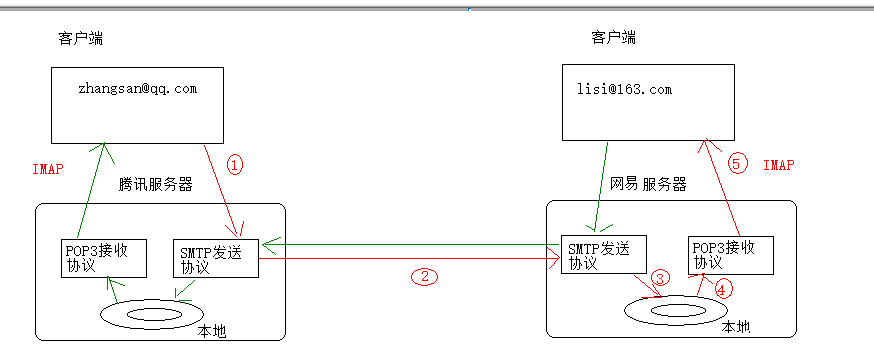 客户端
客户端
zhangsan@qq.com
lisi@163.com
①
IMAP
⑤
IMAP
腾讯服务器
网易 服务器
POP3接收
协议
SMTP发送
协议
②
SMTP发送
协议
POP3接收
协议
③
④
本地
本地